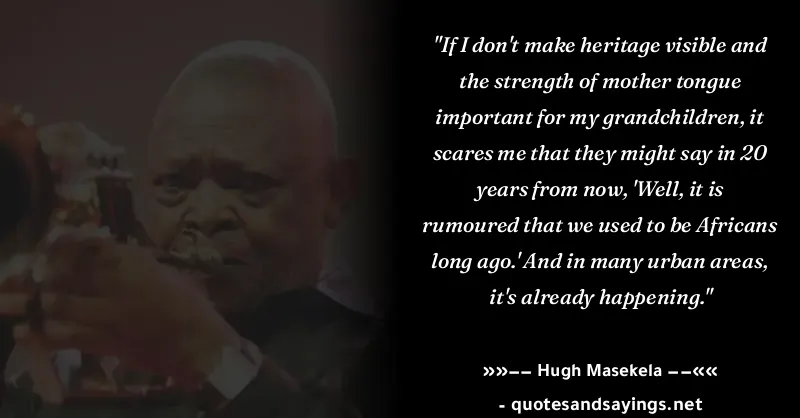 "If I don't make heritage visible and
the strength of mother tongue
important for my grandchildren, it
scares me that they might say in 20
years from now, 'Well, it is
rumoured that we used to be Africans
long ago.' And in many urban areas,
it's already happening."
»»−− Hugh Masekela −−««
- quotesandsayings.net